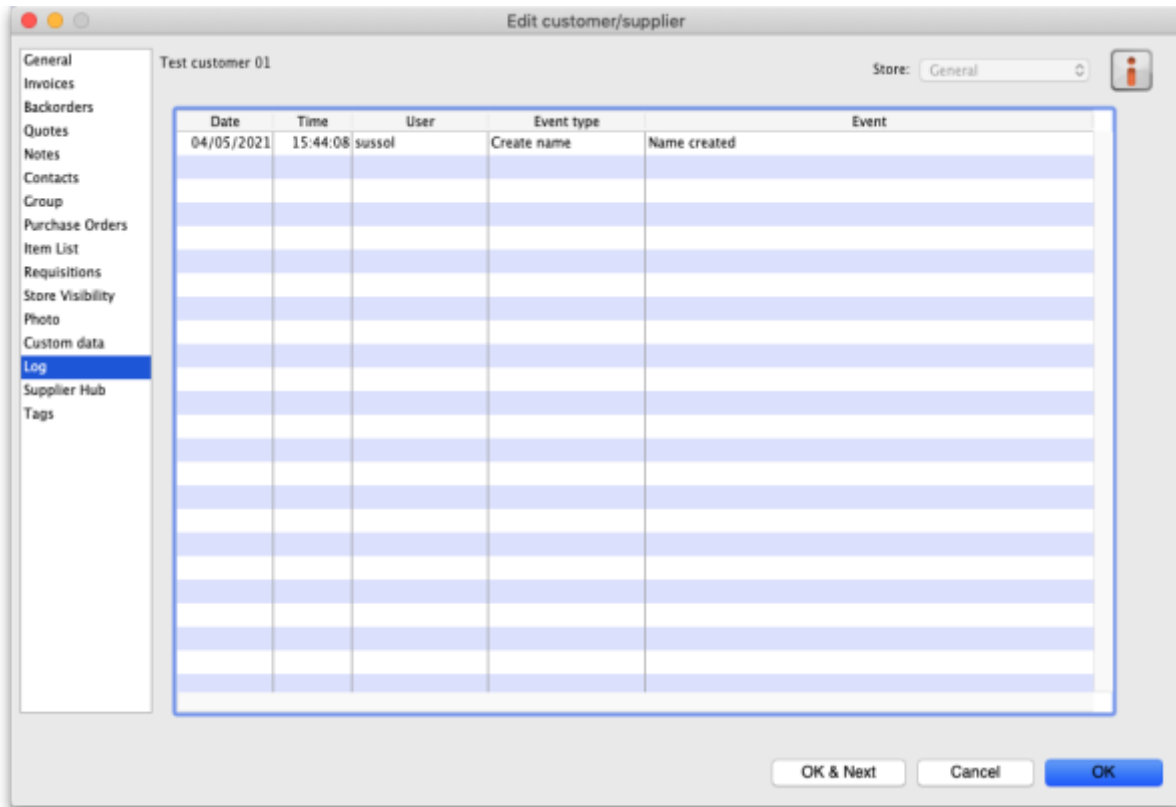 Edit customer/supplier
General
Invoices
Backorders
Quotes
Notes
Contacts
Group
Purchase Orders
Item List
Requisitions
Store Visibility
Photo
Custom data
Log
Supplier Hub
Tags
Test customer 01
Store: General
Date Time User Event type Event
04/05/2021 15:44:08 sussol Create name Name created
OK & Next Cancel OK